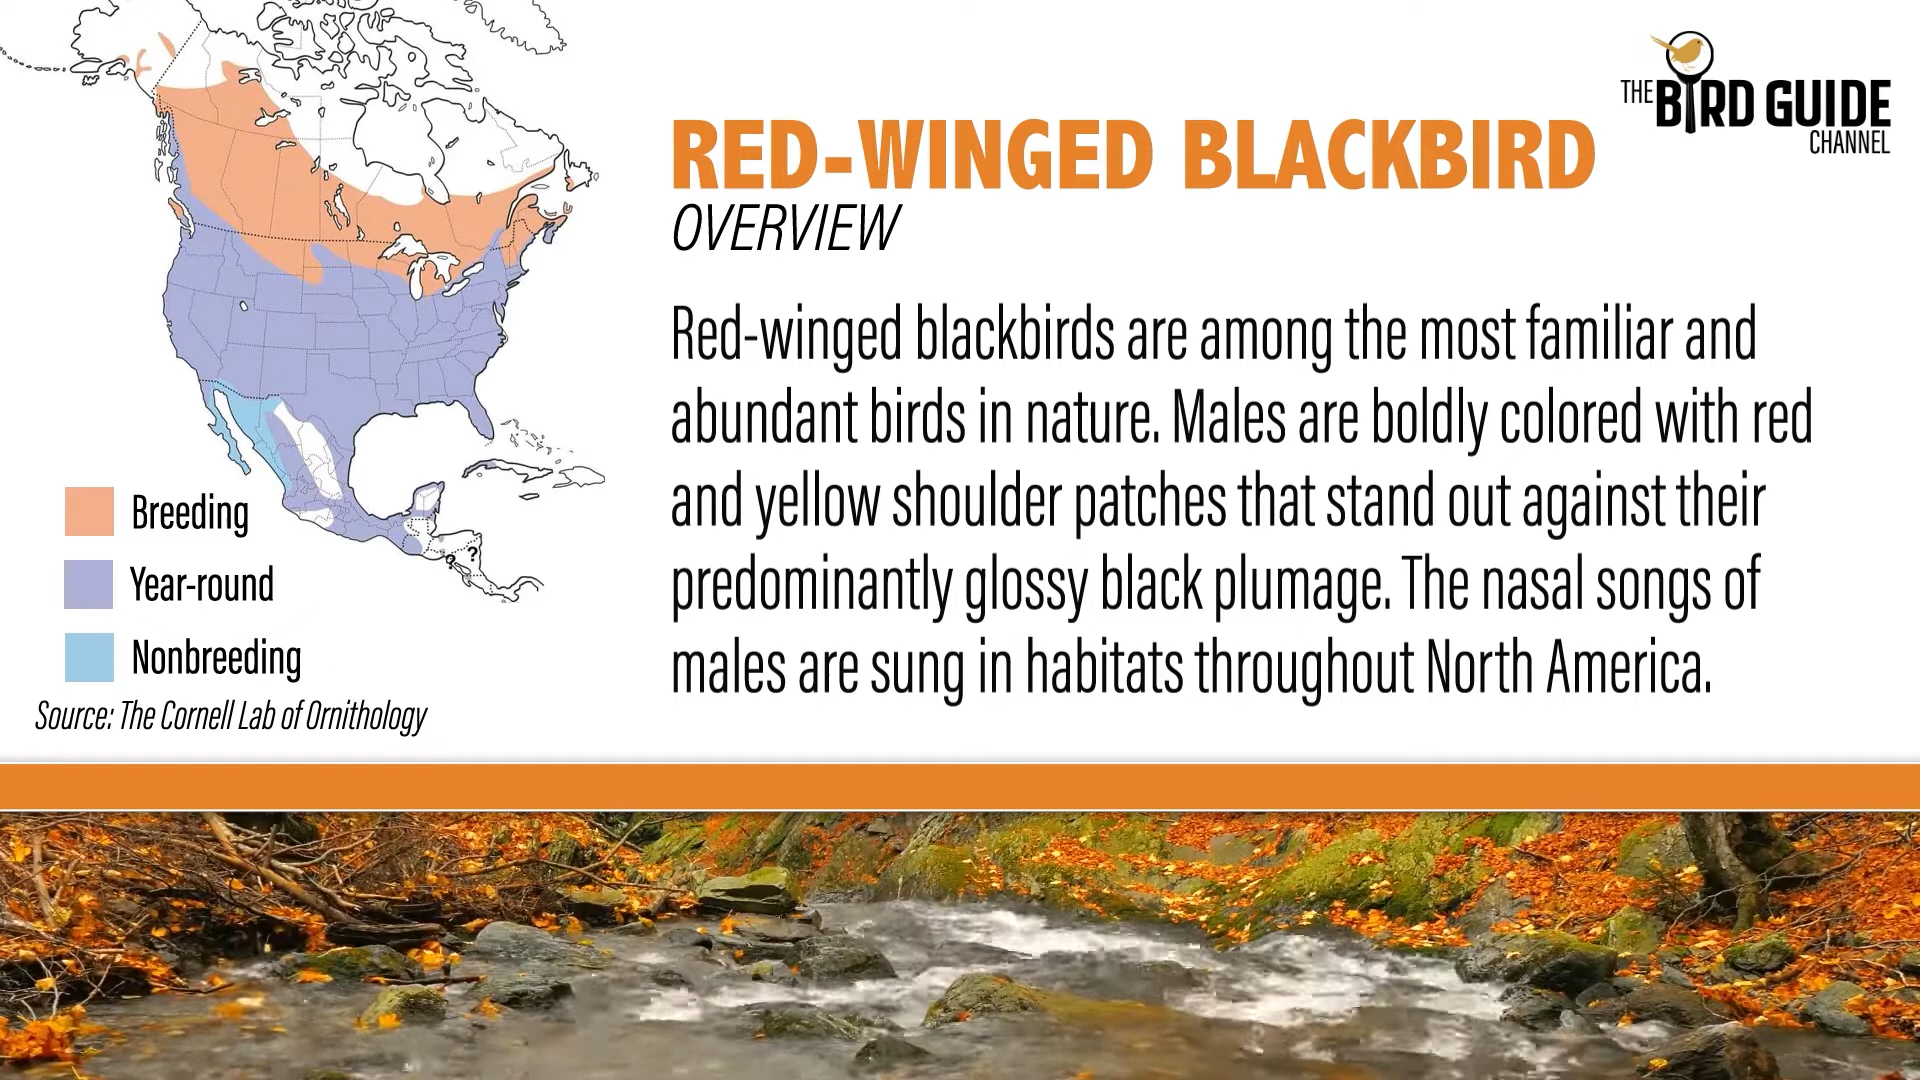 THE BIRD GUIDE
CHANNEL
RED-WINGED BLACKBIRD
OVERVIEW
Red-winged blackbirds are among the most familiar and
abundant birds in nature. Males are boldly colored with red
and yellow shoulder patches that stand out against their
predominantly glossy black plumage. The nasal songs of
males are sung in habitats throughout North America.
? ?
Breeding
Year-round
Nonbreeding
Source: The Cornell Lab of Ornithology